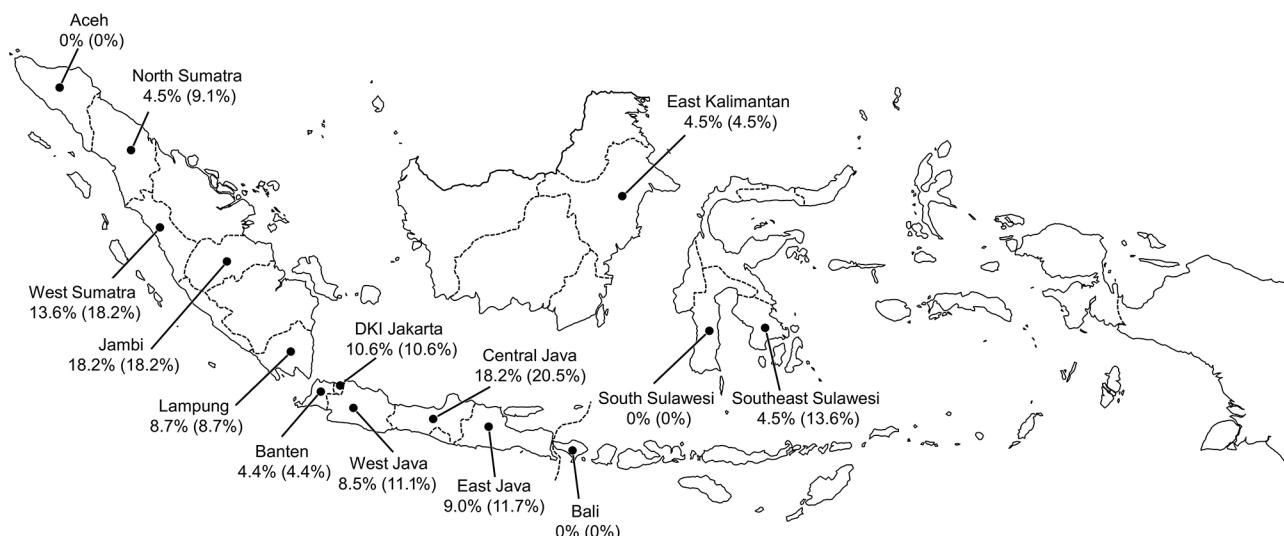 Aceh
0% (0%)
North Sumatra
4.5% (9.1%)
East Kalimantan
4.5% (4.5%)
West Sumatra
13.6% (18.2%)
Jambi
18.2% (18.2%)
DKI Jakarta
10.6% (10.6%)
Central Java
18.2% (20.5%)
Lampung
8.7% (8.7%)
South Sulawesi
0% (0%)
Southeast Sulawesi
4.5% (13.6%)
Banten
4.4% (4.4%)
West Java
8.5% (11.1%)
East Java
9.0% (11.7%)
Bali
0% (0%)